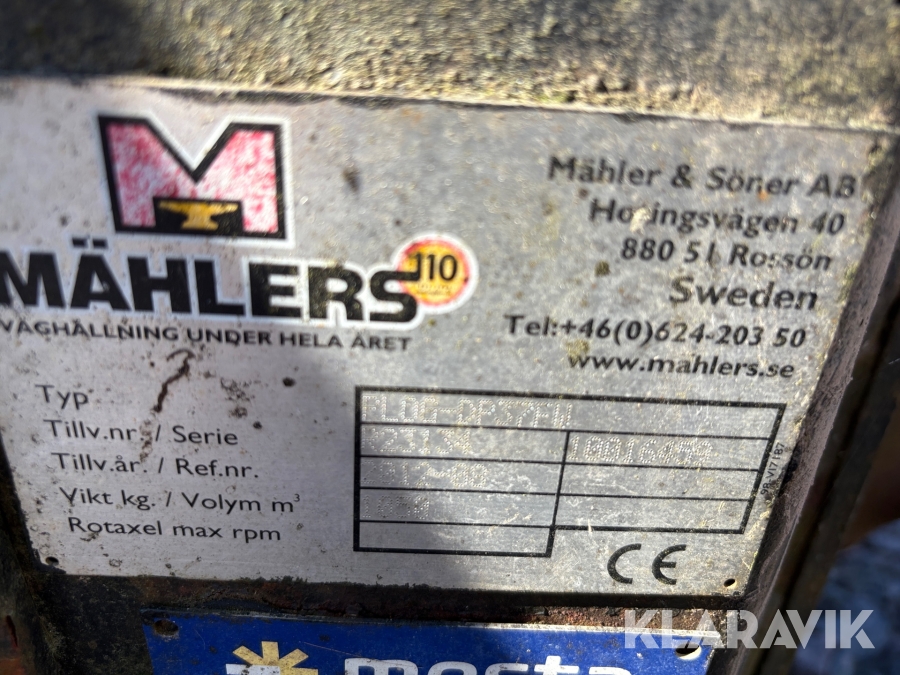 M
MÄHLERS
110
VÄGHÅLLNING UNDER HELA ÅRET
Mähler & Söner AB
40
880 51 Rossön
Sweden
Tel:+46(0)624-203 50
www.mahlers.se
Typ
Tillv.nr. / Serie
Tillv.år. / Ref.nr.
Vikt kg. / Volym m³
Rotaxel max rpm
CE
mesta
KLARAVIK